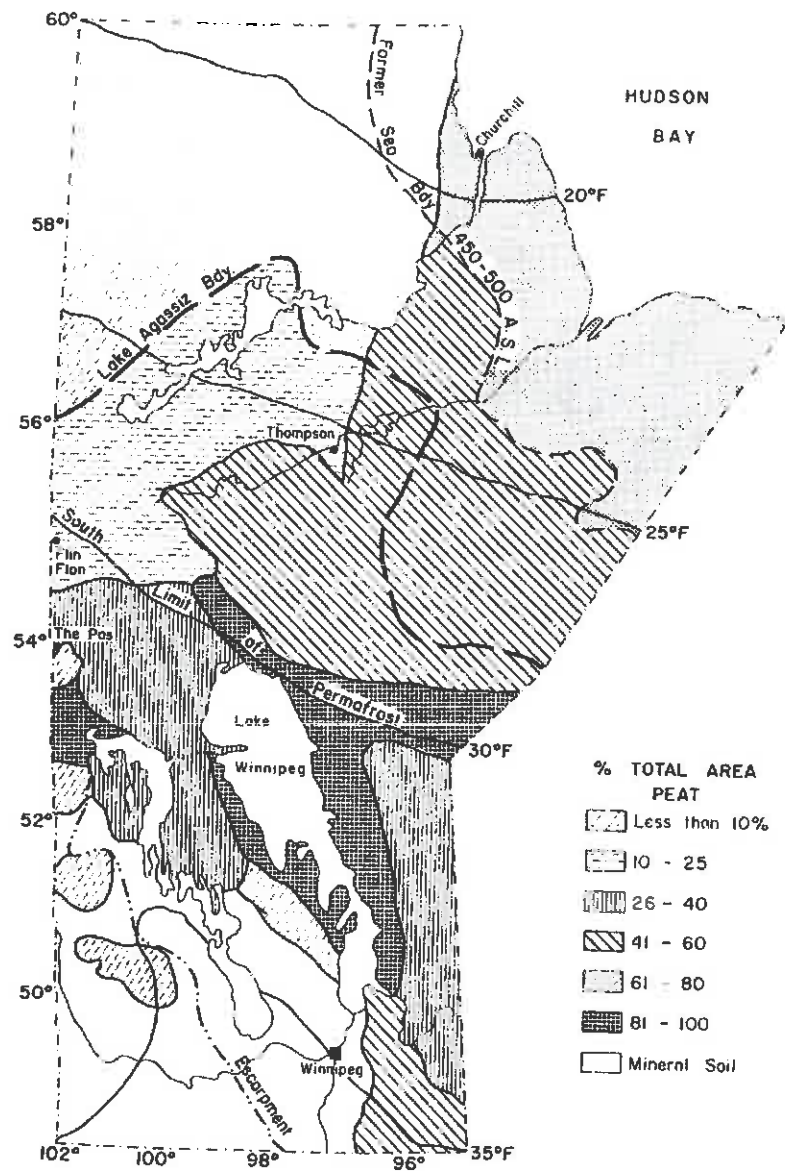 60°
HUDSON
BAY
Former Sea Bdy
Churchill
20°F
58°
450-500 A.S.L.
Lake Agassiz Bdy.
56°
Thompson
25°F
South Limit of Permafrost
Flin
Flon
54°
The Pas
Lake
Winnipeg
30°F
% TOTAL AREA
PEAT
Less than 10%
10 - 25
26 - 40
41 - 60
61 - 80
81 - 100
Mineral Soil
52°
50°
Winnipeg
Escarpment
102° 100° 98° 96° 35°F